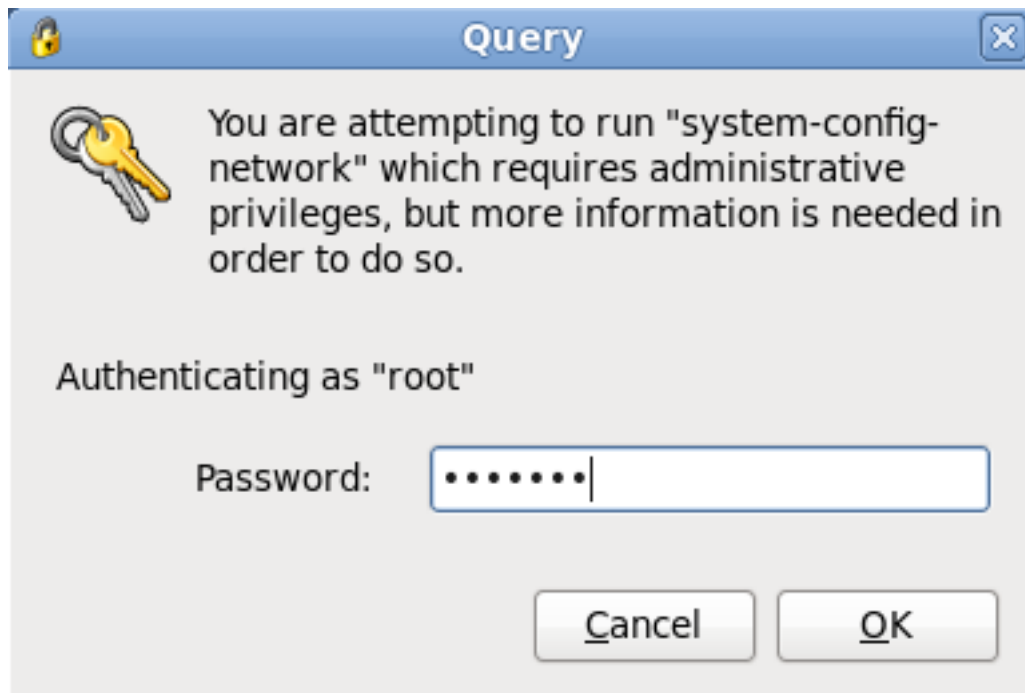 Query
You are attempting to run "system-config-
network" which requires administrative
privileges, but more information is needed in
order to do so.
Authenticating as "root"
Password: •••••••
Cancel OK